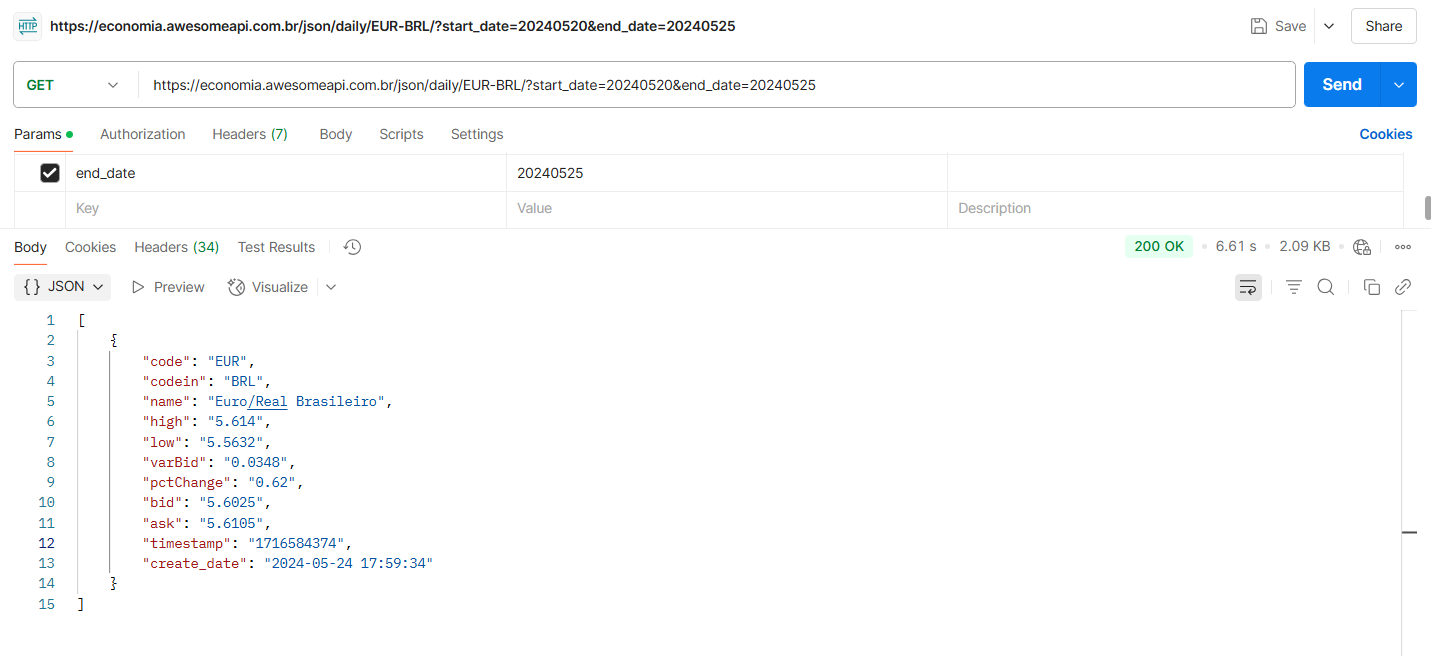 HTTP https://economia.awesomeapi.com.br/json/daily/EUR-BRL/?start_date=20240520&end_date=20240525 Save Share
GET https://economia.awesomeapi.com.br/json/daily/EUR-BRL/?start_date=20240520&end_date=20240525 Send
Params Authorization Headers (7) Body Scripts Settings Cookies
end_date 20240525
Key Value Description
Body Cookies Headers (34) Test Results 200 OK 6.61 s 2.09 KB
{} JSON Preview Visualize
1 [
2 {
3 "code": "EUR",
4 "codein": "BRL",
5 "name": "Euro/Real Brasileiro",
6 "high": "5.614",
7 "low": "5.5632",
8 "varBid": "0.0348",
9 "pctChange": "0.62",
10 "bid": "5.6025",
11 "ask": "5.6105",
12 "timestamp": "1716584374",
13 "create_date": "2024-05-24 17:59:34"
14 }
15 ]